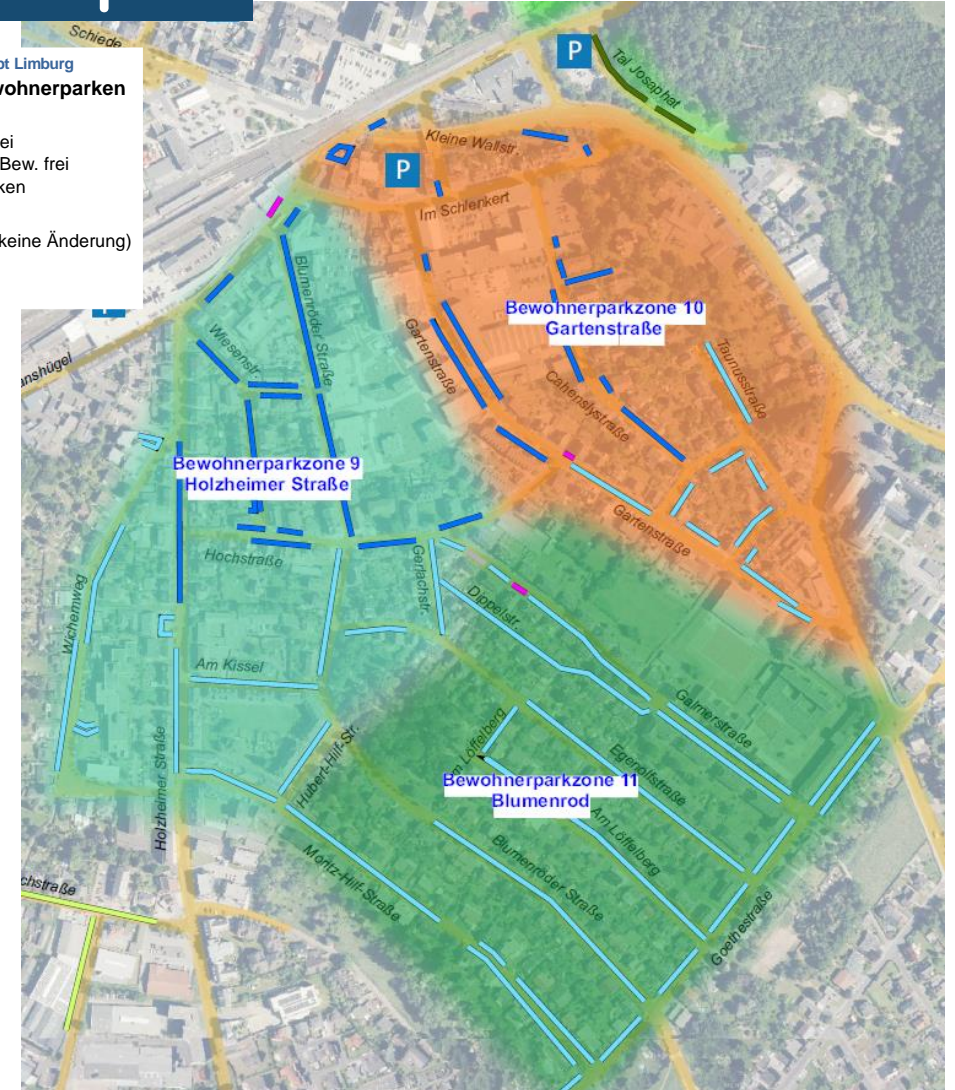 Schiede
Limburg
ohnerparken
ei
Bew. frei
ken
keine Änderung)
P
Tal Josaphat
Kleine Wallstr.
P
Im Schlenkert
Blumenröder Straße
Bewohnerparkzone 10
Gartenstraße
Wiesenstr.
Gartenstraße
Taunusstraße
anshügel
Cahenslystraße
Bewohnerparkzone 9
Holzheimer Straße
Gartenstraße
Hochstraße
Gerlachstr.
Dippelstr.
Wichernweg
Am Kissel
Galmerstraße
m Löffelberg
Egenolfstraße
Holzheimer Straße
Hubert-Hilf-Str.
Bewohnerparkzone 11
Blumenrod
Am Löffelberg
Blumenröder Straße
Moritz-Hilf-Straße
chstraße
Goethestraße